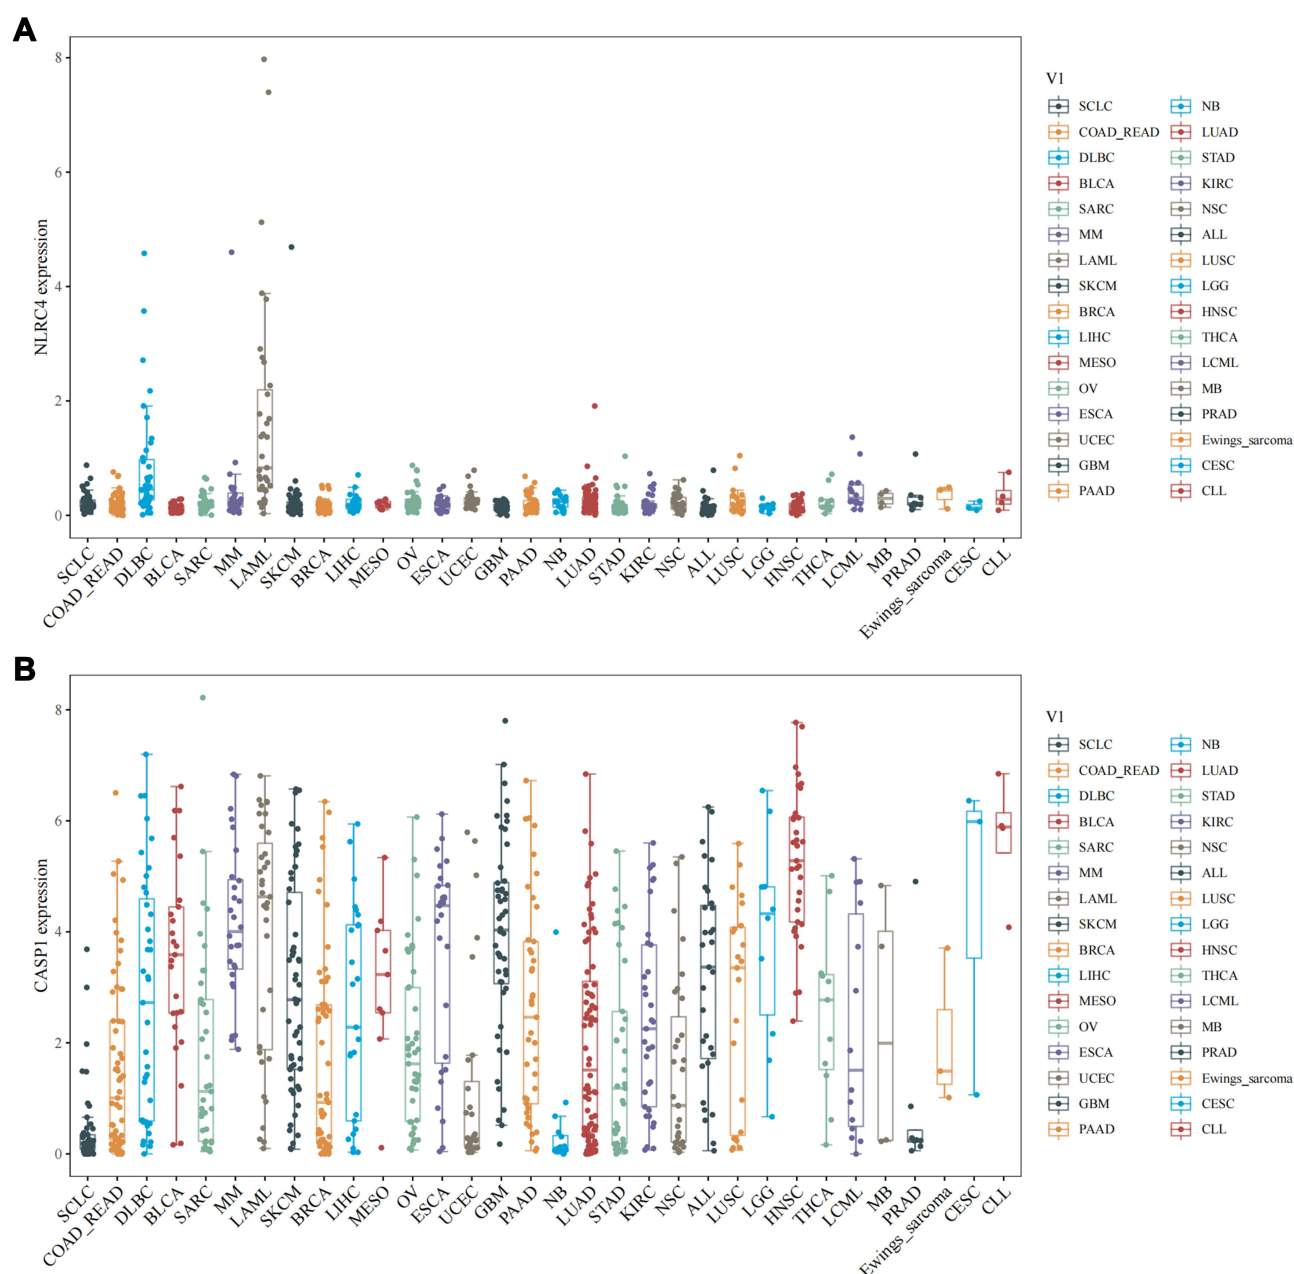 A
8
6
4
2
0
NLRC4 expression
SCLC
COAD_READ
DLBC
BLCA
SARC
MM
LAML
SKCM
BRCA
LIHC
MESO
OV
ESCA
UCEC
GBM
PAAD
NB
LUAD
STAD
KIRC
NSC
ALL
LUSC
LGG
HNSC
THCA
LCML
MB
PRAD
Ewings_sarcoma
CESC
CLL
V1
SCLC NB
COAD_READ LUAD
DLBC STAD
BLCA KIRC
SARC NSC
MM ALL
LAML LUSC
SKCM LGG
BRCA HNSC
LIHC THCA
MESO LCML
OV MB
ESCA PRAD
UCEC Ewings_sarcoma
GBM CESC
PAAD CLL
B
8
6
4
2
0
CASP1 expression
SCLC
COAD_READ
DLBC
BLCA
SARC
MM
LAML
SKCM
BRCA
LIHC
MESO
OV
ESCA
UCEC
GBM
PAAD
NB
LUAD
STAD
KIRC
NSC
ALL
LUSC
LGG
HNSC
THCA
LCML
MB
PRAD
Ewings_sarcoma
CESC
CLL
V1
SCLC NB
COAD_READ LUAD
DLBC STAD
BLCA KIRC
SARC NSC
MM ALL
LAML LUSC
SKCM LGG
BRCA HNSC
LIHC THCA
MESO LCML
OV MB
ESCA PRAD
UCEC Ewings_sarcoma
GBM CESC
PAAD CLL